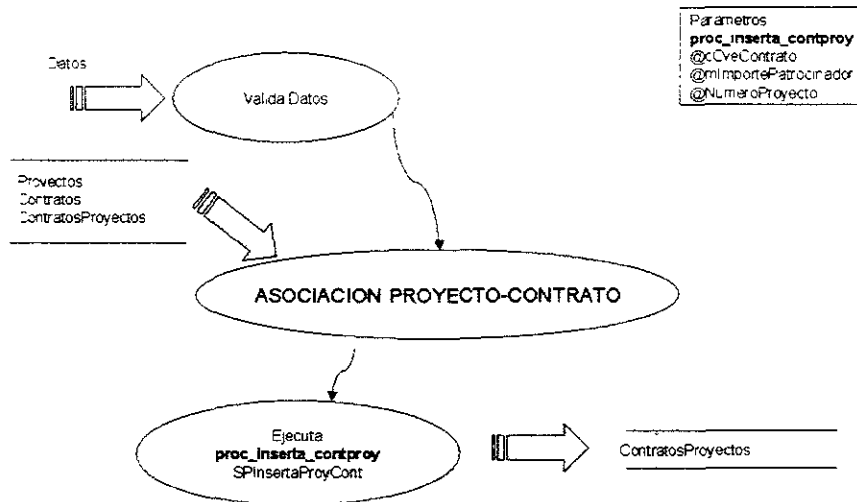 Parametros
proc_inserta_contproy
@cCveContrato
@mImportePatrocinador
@NumeroProyecto
Datos
Valida Datos
Proyectos
Contratos
ContratosProyectos
ASOCIACION PROYECTO-CONTRATO
Ejecuta
proc_inserta_contproy
SPInsertaProyCont
ContratosProyectos